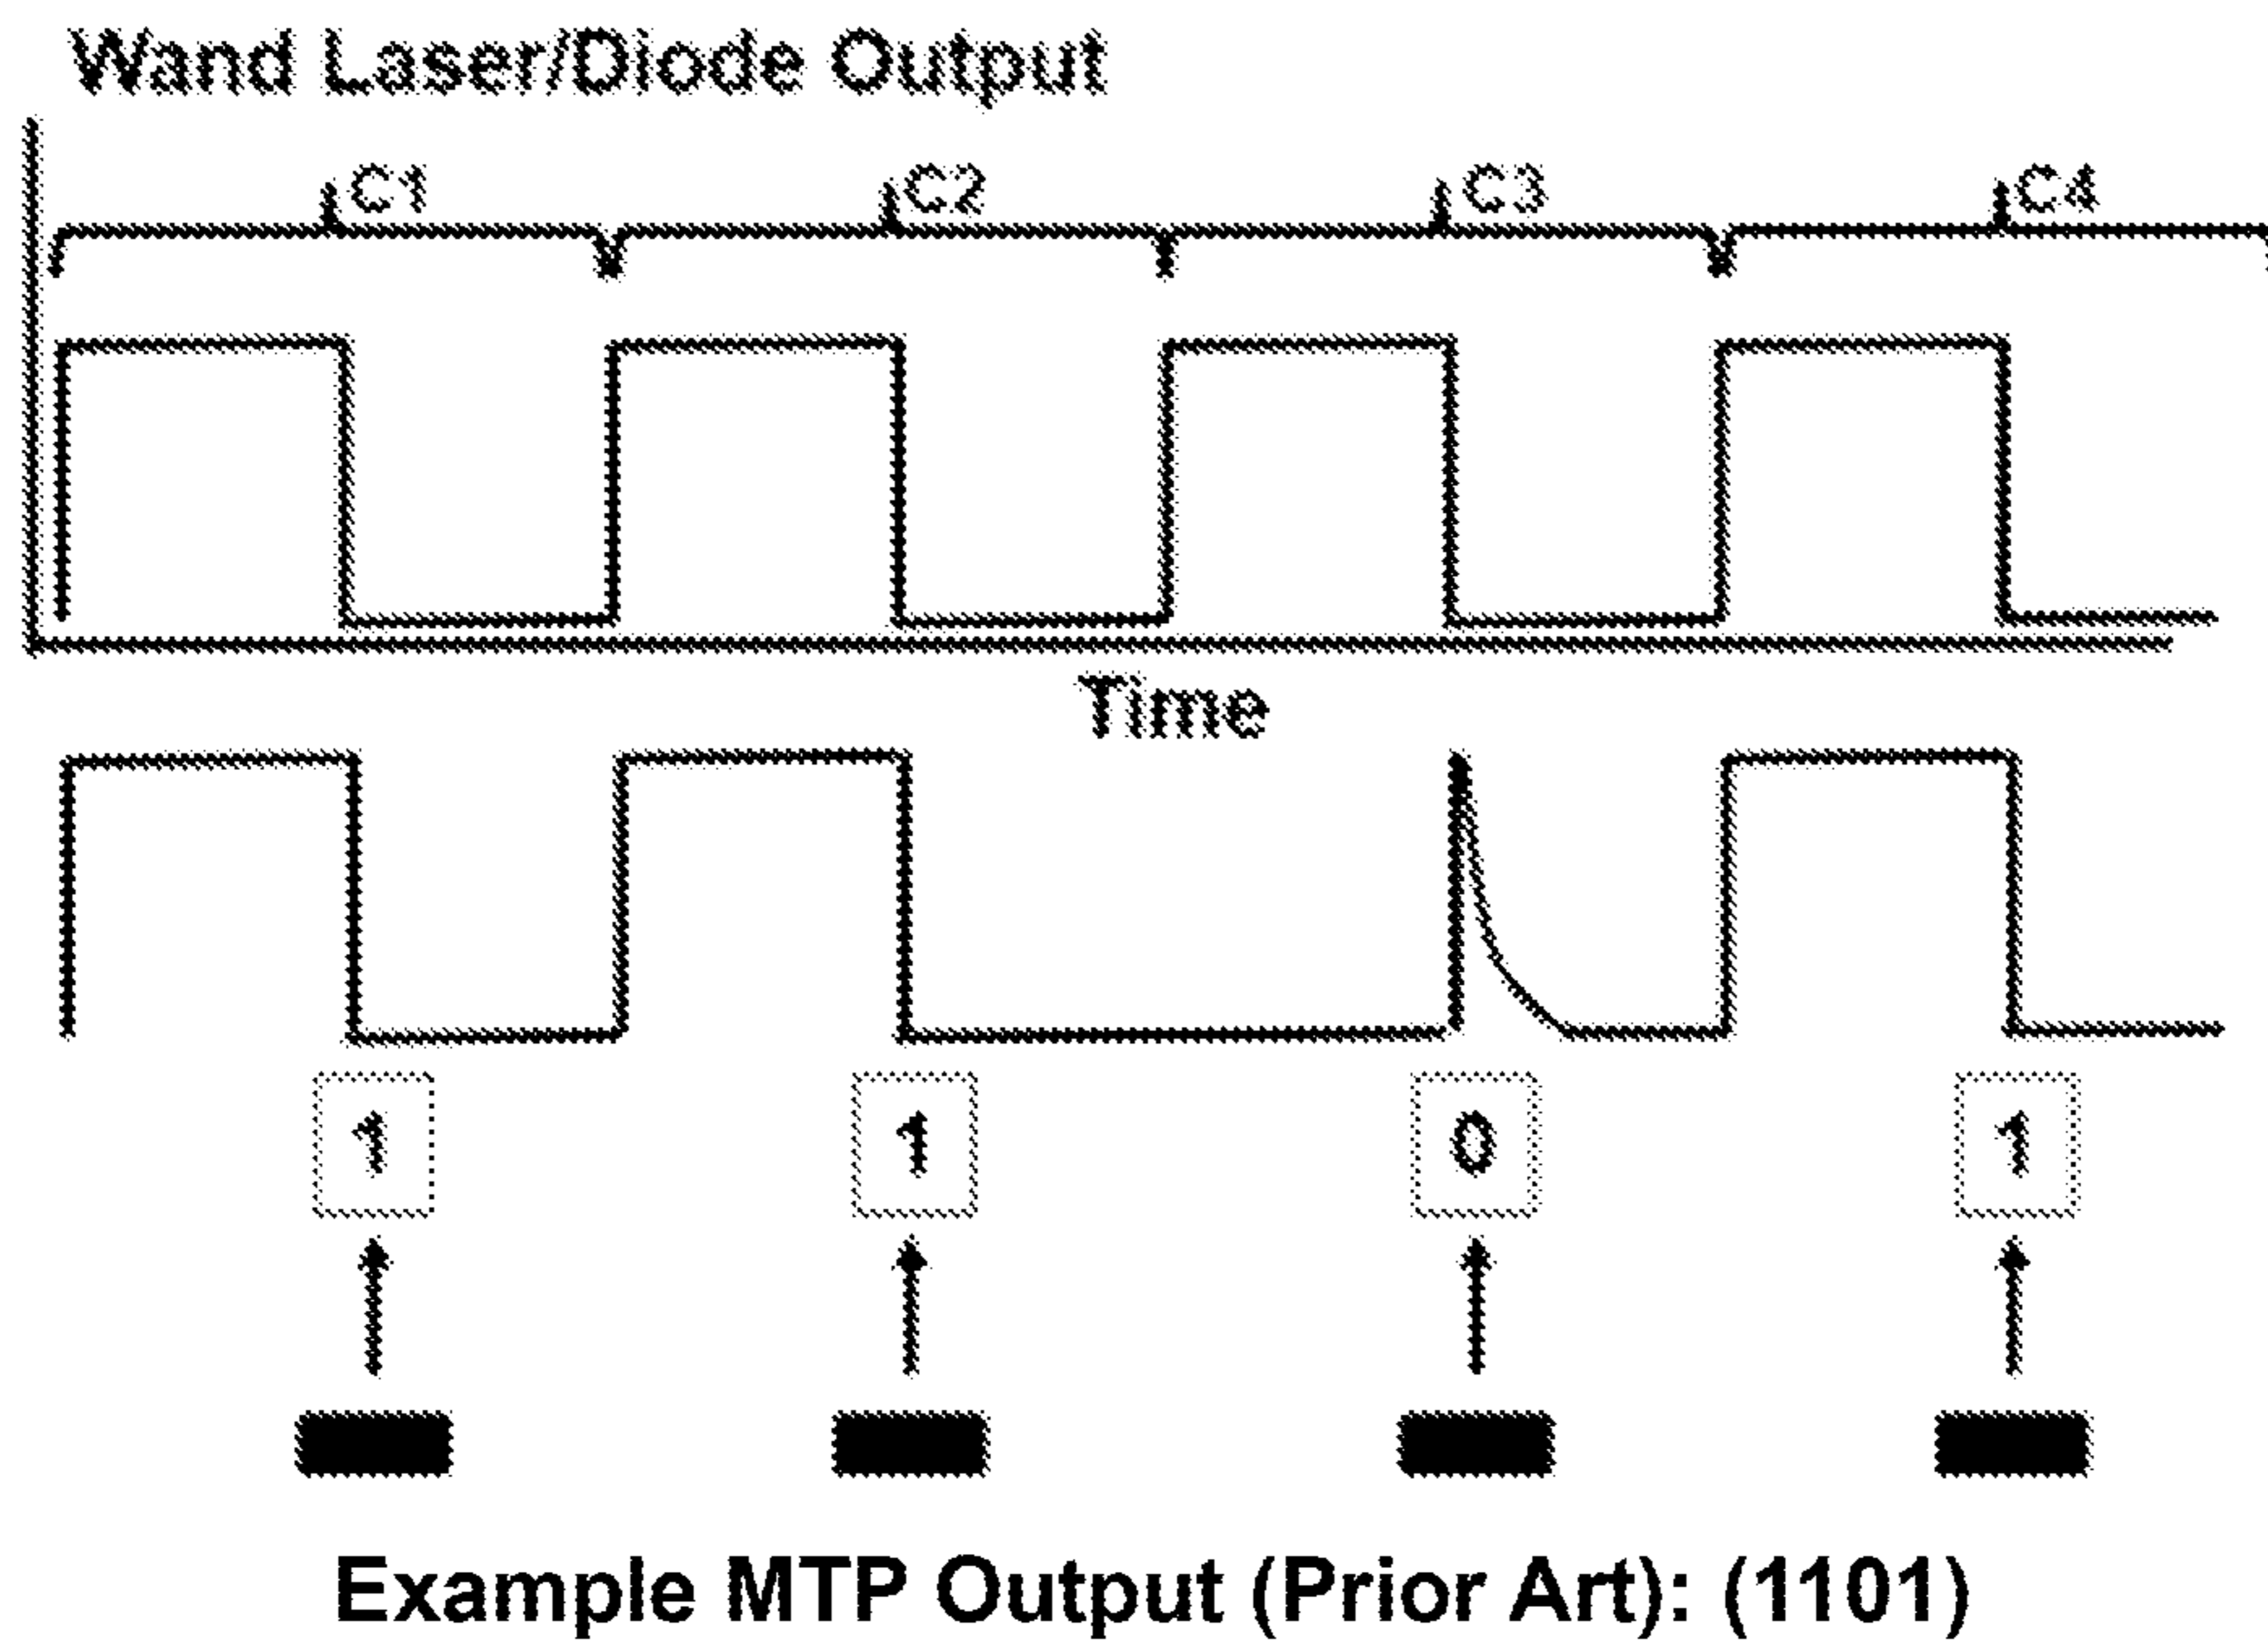 Wand Laser/Diode Output
C1 C2 C3 C4
Time
1 1 0 1
Example MTP Output (Prior Art): (1101)